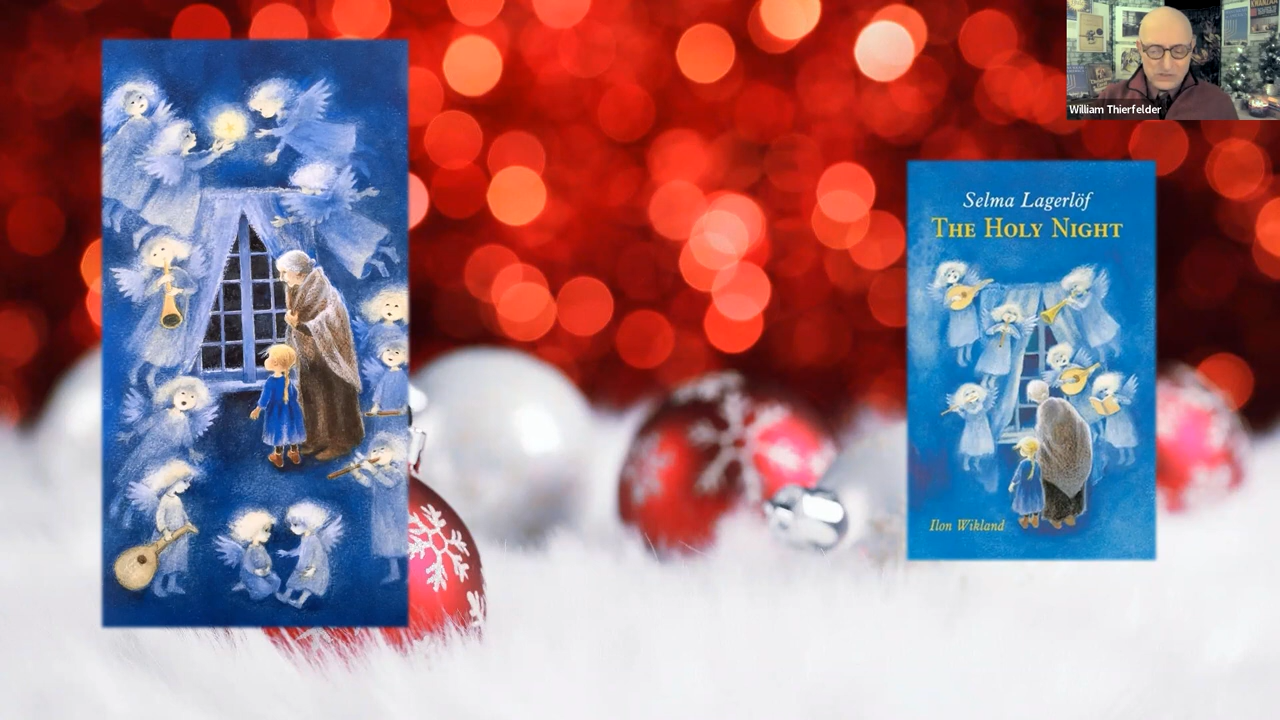 William Thierfelder
Selma Lagerlöf
THE HOLY NIGHT
Ilon Wikland